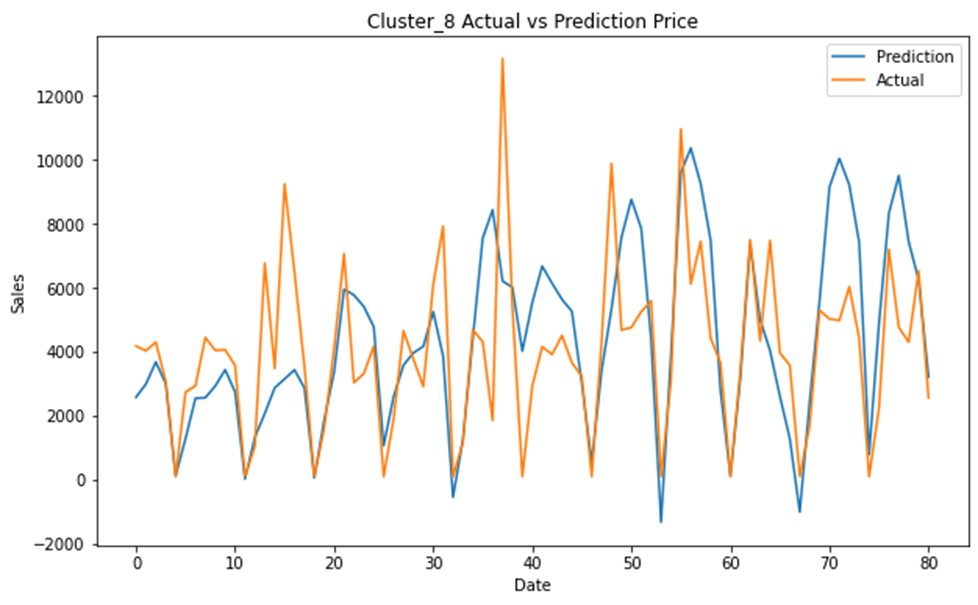 Cluster_8 Actual vs Prediction Price
Prediction
Actual
12000
10000
8000
6000
4000
2000
0
−2000
Sales
0 10 20 30 40 50 60 70 80
Date